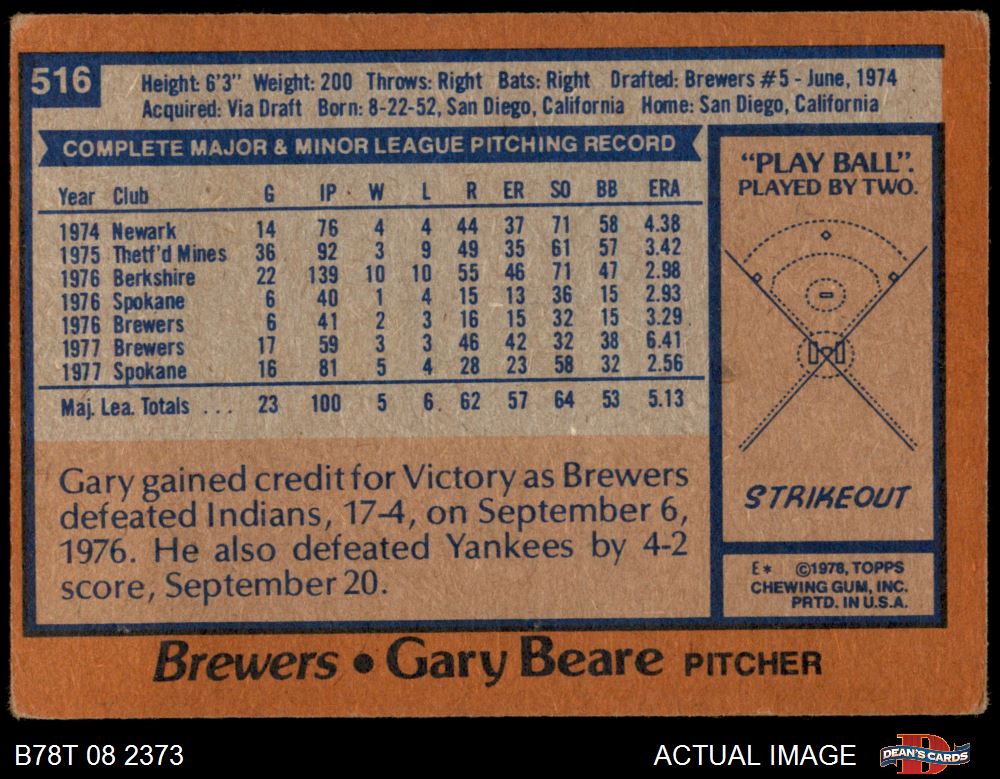 516
Height: 6'3" Weight: 200 Throws: Right Bats: Right Drafted: Brewers #5 - June, 1974
Acquired: Via Draft Born: 8-22-52, San Diego, California Home: San Diego, California
COMPLETE MAJOR & MINOR LEAGUE PITCHING RECORD
Year Club G IP W L R ER SO BB ERA
1974 Newark 14 76 4 4 44 37 71 58 4.38
1975 Thetf'd Mines 36 92 3 9 49 35 61 57 3.42
1976 Berkshire 22 139 10 10 55 46 71 47 2.98
1976 Spokane 6 40 1 4 15 13 36 15 2.93
1976 Brewers 6 41 2 3 16 15 32 15 3.29
1977 Brewers 17 59 3 3 46 42 32 38 6.41
1977 Spokane 16 81 5 4 28 23 58 32 2.56
Maj. Lea. Totals ... 23 100 5 6 62 57 64 53 5.13
Gary gained credit for Victory as Brewers
defeated Indians, 17-4, on September 6,
1976. He also defeated Yankees by 4-2
score, September 20.
"PLAY BALL".
PLAYED BY TWO.
STRIKEOUT
E* ©1978, TOPPS
CHEWING GUM, INC.
PRTD. IN U.S.A.
Brewers • Gary Beare PITCHER
B78T 08 2373
ACTUAL IMAGE
DEAN'S CARDS